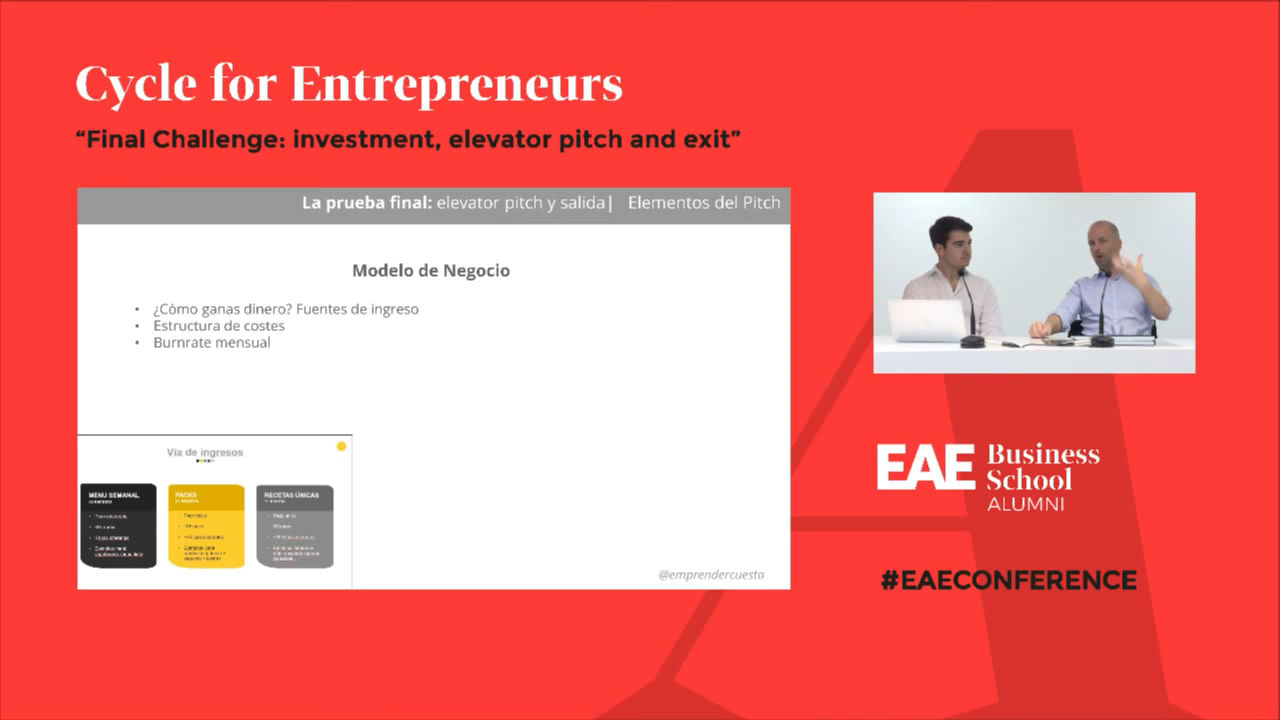 Cycle for Entrepreneurs
“Final Challenge: investment, elevator pitch and exit”
La prueba final: elevator pitch y salida| Elementos del Pitch
Modelo de Negocio
• ¿Cómo ganas dinero? Fuentes de ingreso
• Estructura de costes
• Burnrate mensual
Vía de ingresos
MENU SEMANAL
PACKS
RECETAS ÚNICAS
@emprendercuesta
EAE Business
School
ALUMNI
#EAECONFERENCE